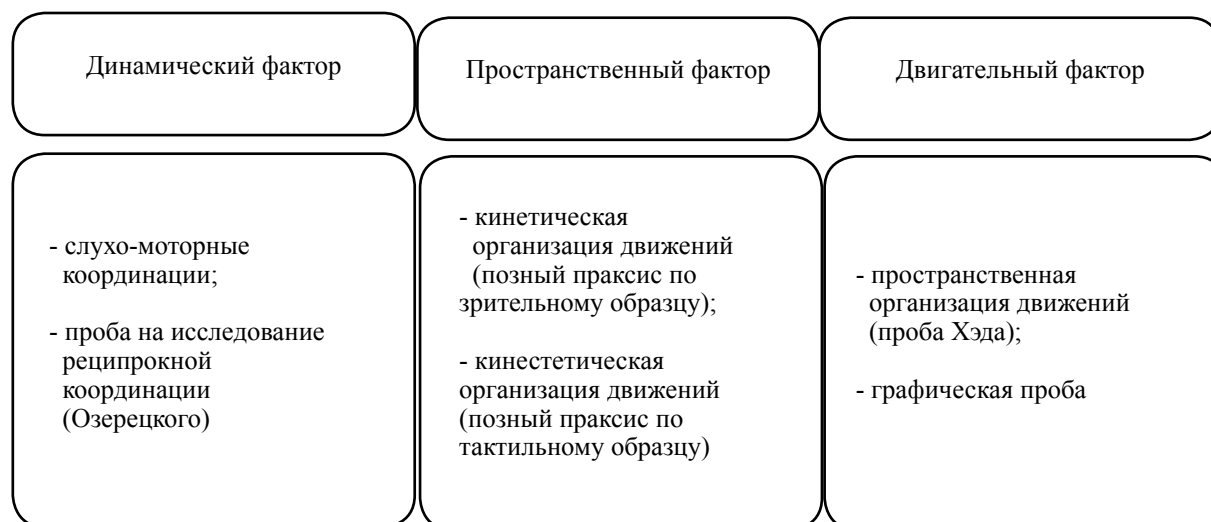 Динамический фактор
Пространственный фактор
Двигательный фактор
- слухо-моторные
координации;
- проба на исследование
реципрокной
координации
(Озерецкого)
- кинетическая
организация движений
(позный праксис по
зрительному образцу);
- кинестетическая
организация движений
(позный праксис по
тактильному образцу)
- пространственная
организация движений
(проба Хэда);
- графическая проба